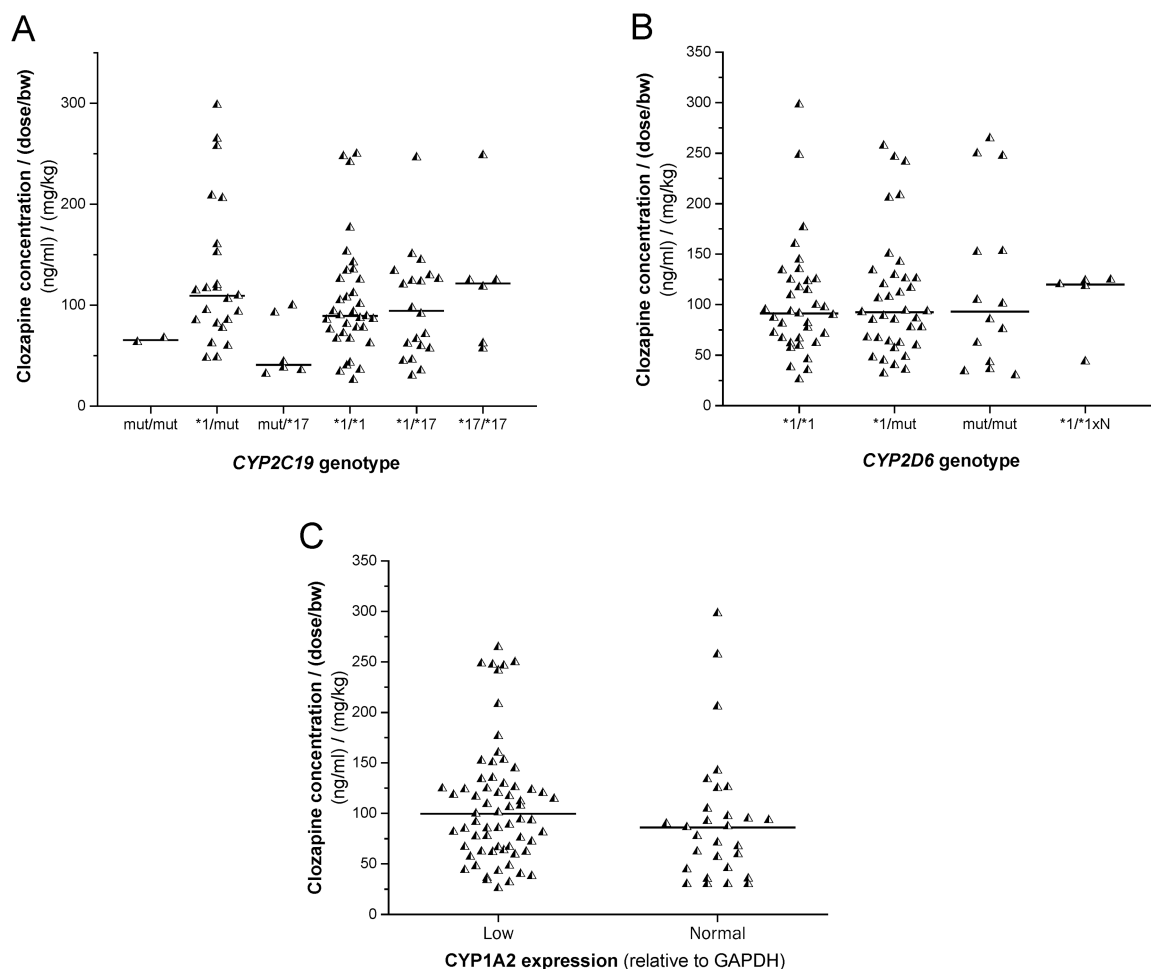 A
Clozapine concentration / (dose/bw)
(ng/ml) / (mg/kg)
300
200
100
0
mut/mut
*1/mut
mut/*17
*1/*1
*1/*17
*17/*17
CYP2C19 genotype
B
Clozapine concentration / (dose/bw)
(ng/ml) / (mg/kg)
350
300
250
200
150
100
50
0
*1/*1
*1/mut
mut/mut
*1/*1xN
CYP2D6 genotype
C
Clozapine concentration / (dose/bw)
(ng/ml) / (mg/kg)
350
300
250
200
150
100
50
0
Low
Normal
CYP1A2 expression (relative to GAPDH)